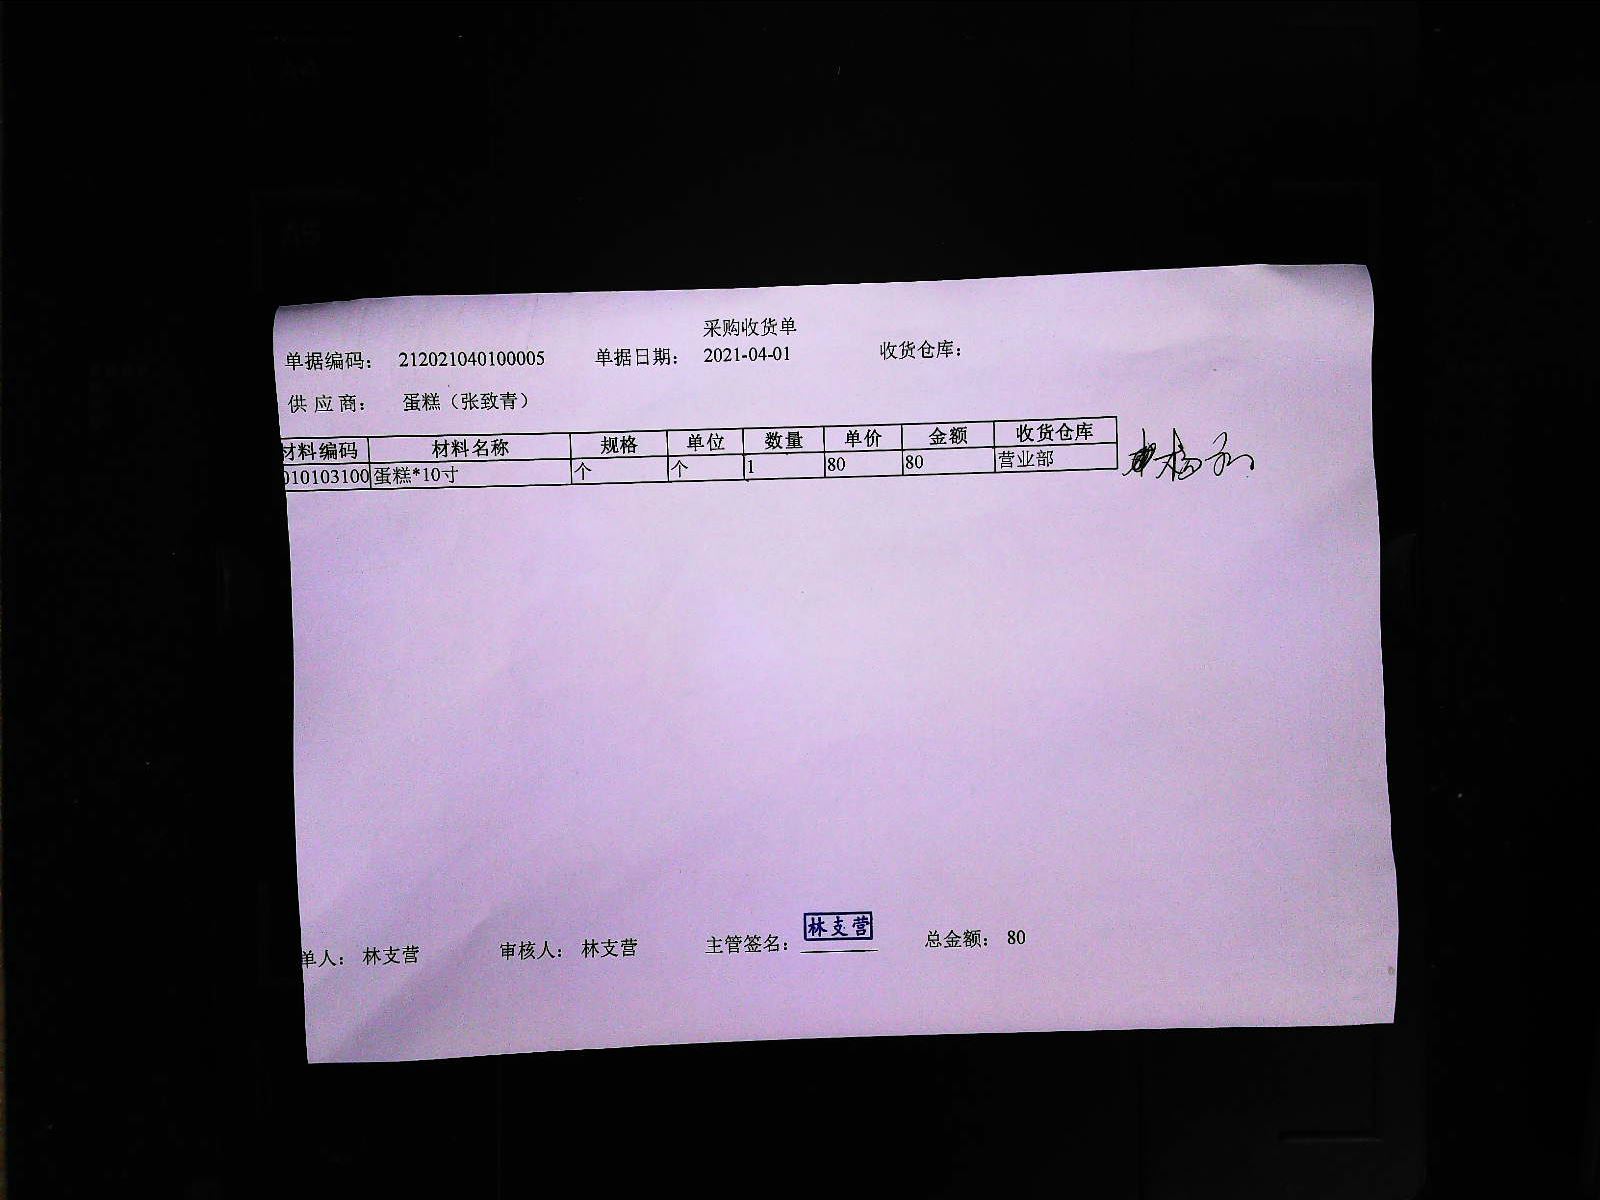 采购收货单
单据编码： 212021040100005 单据日期： 2021-04-01 收货仓库：
供应商： 蛋糕（张致青）
材料编码 材料名称 规格 单位 数量 单价 金额 收货仓库
010103100 蛋糕*10寸 个 个 1 80 80 营业部
单人： 林支营 审核人： 林支营 主管签名： 林支营 总金额： 80